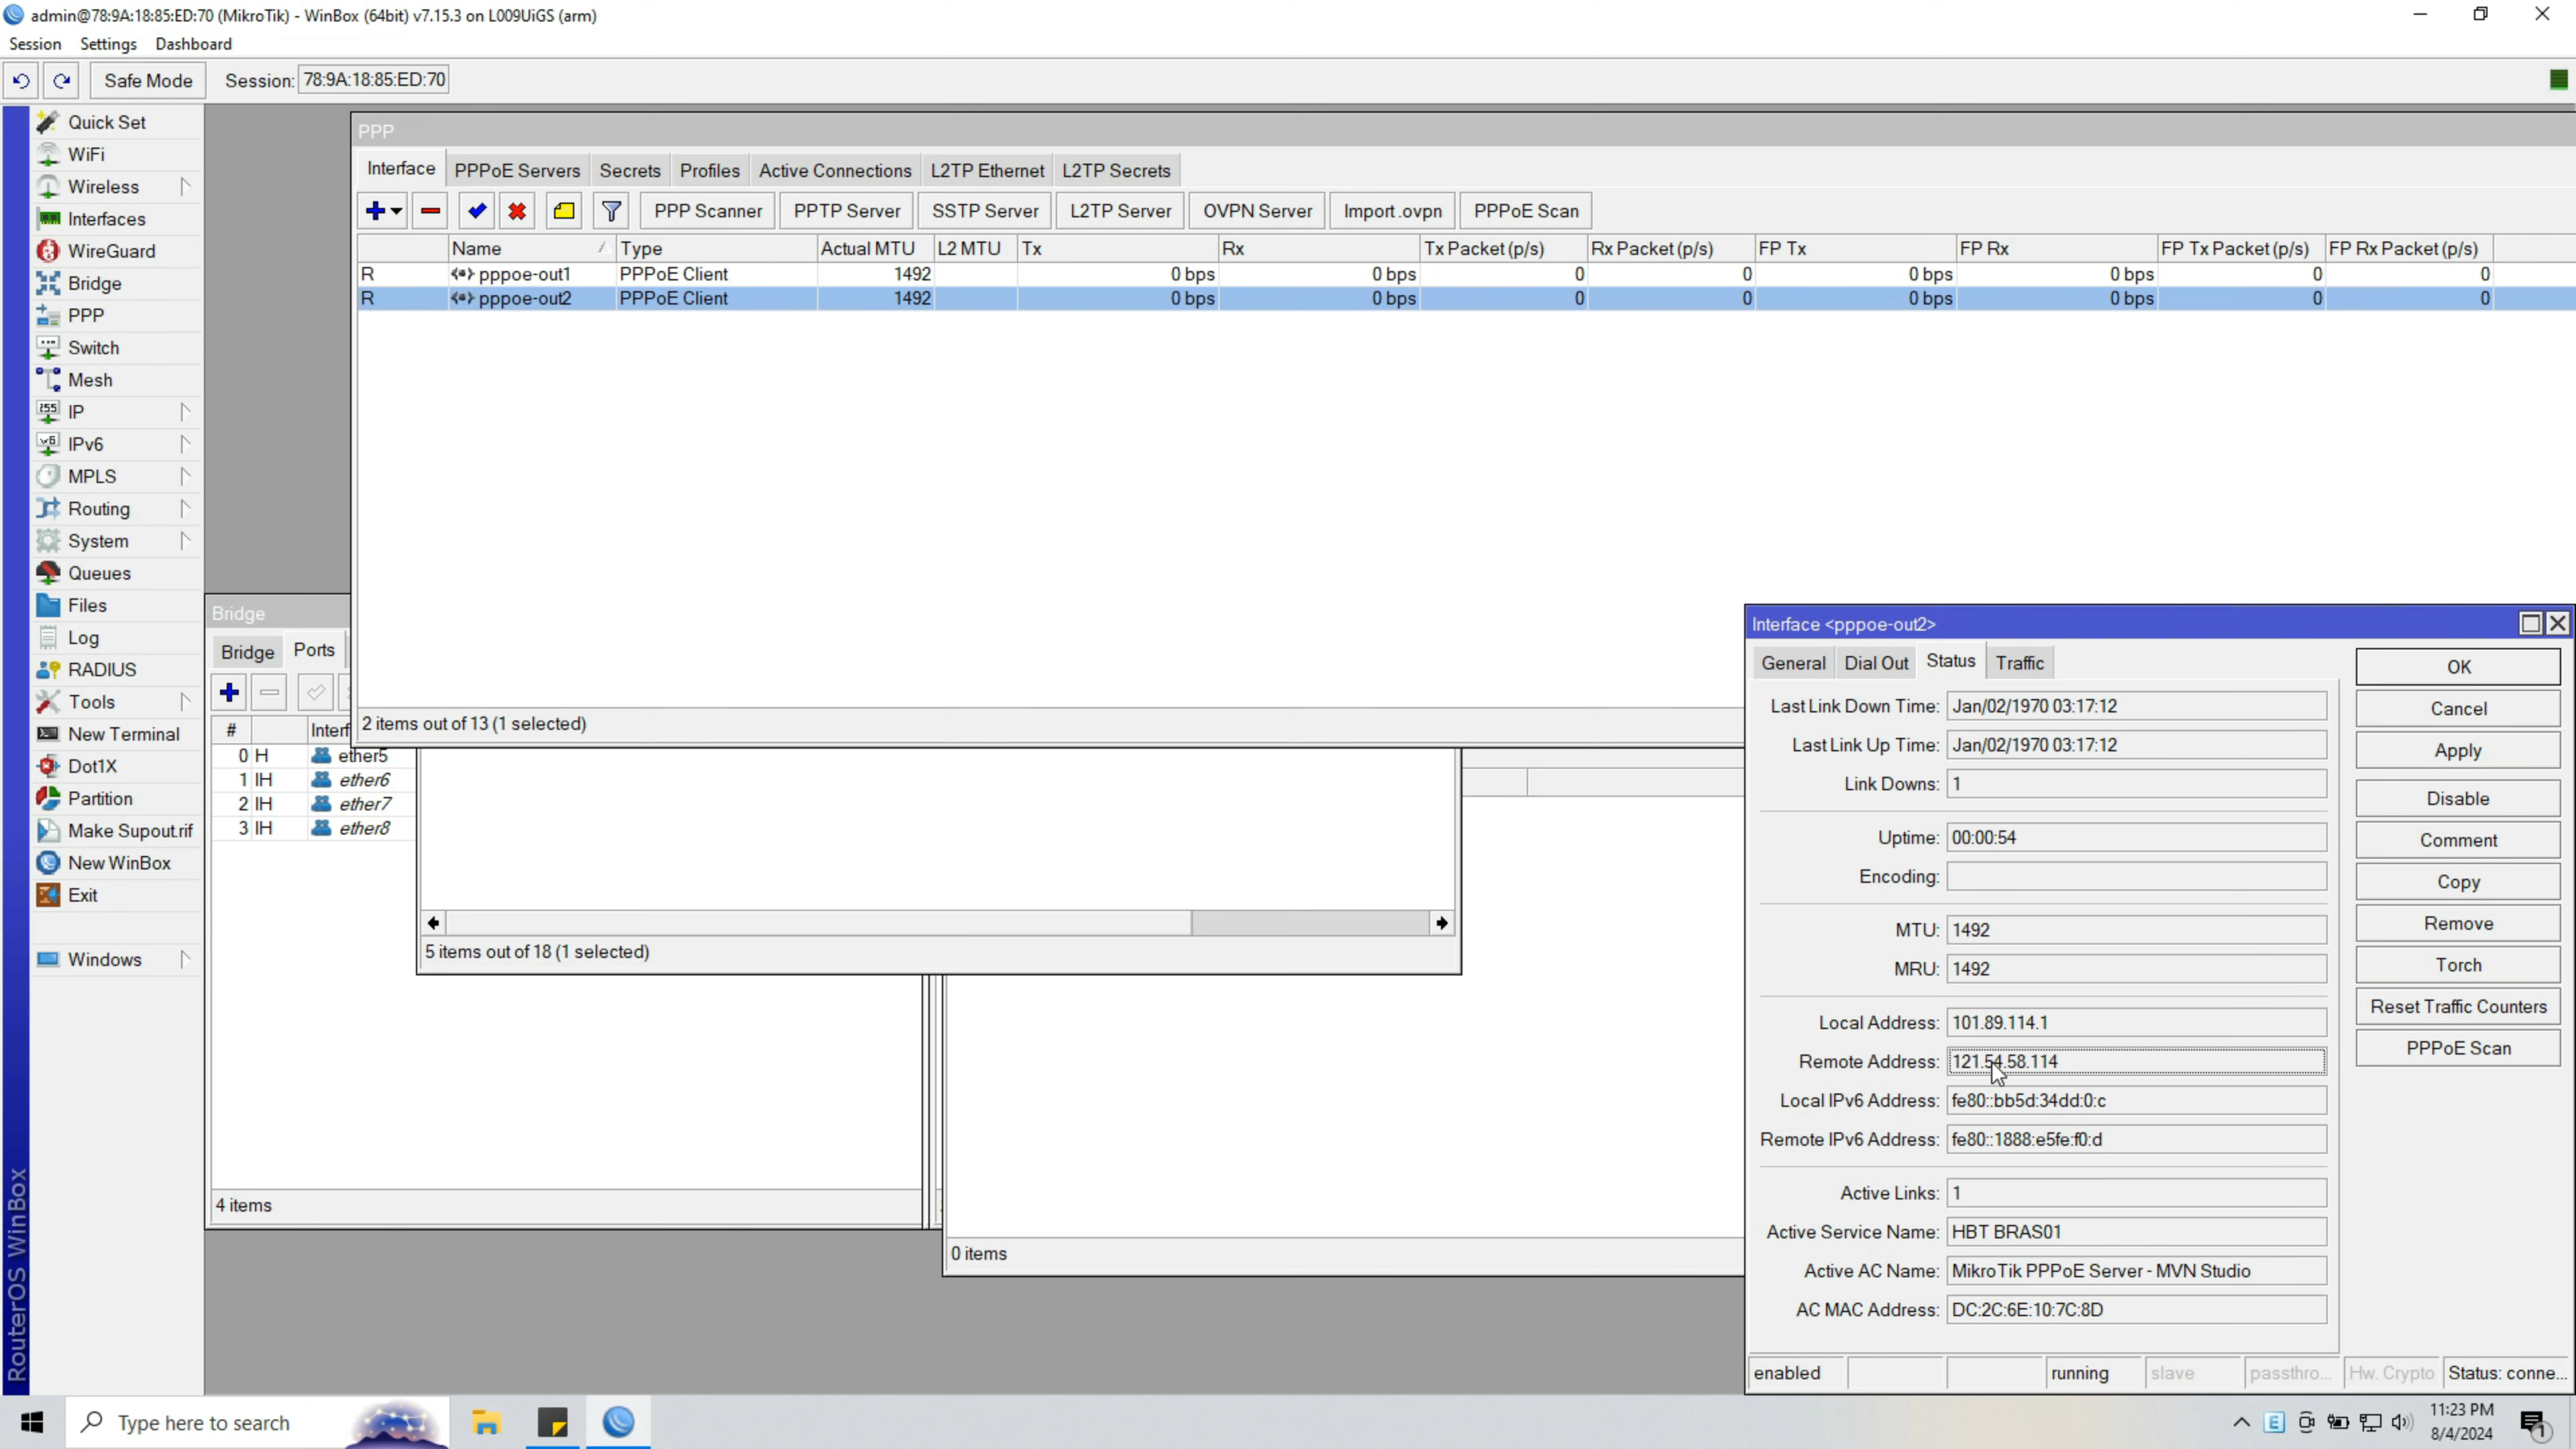 admin@78:9A:18:85:ED:70 (MikroTik) - WinBox (64bit) v7.15.3 on L009UiGS (arm)
Session Settings Dashboard
Safe Mode Session: 78:9A:18:85:ED:70
Quick Set
WiFi
Wireless
Interfaces
WireGuard
Bridge
PPP
Switch
Mesh
IP
IPv6
MPLS
Routing
System
Queues
Files
Log
RADIUS
Tools
New Terminal
Dot1X
Partition
Make Supout.rif
New WinBox
Exit
Windows
RouterOS WinBox
PPP
Interface PPPoE Servers Secrets Profiles Active Connections L2TP Ethernet L2TP Secrets
PPP Scanner PPTP Server SSTP Server L2TP Server OVPN Server Import .ovpn PPPoE Scan
Name Type Actual MTU L2 MTU Tx Rx Tx Packet (p/s) Rx Packet (p/s) FP Tx FP Rx FP Tx Packet (p/s) FP Rx Packet (p/s)
R pppoe-out1 PPPoE Client 1492 0 bps 0 bps 0 0 0 bps 0 bps 0 0
R pppoe-out2 PPPoE Client 1492 0 bps 0 bps 0 0 0 bps 0 bps 0 0
2 items out of 13 (1 selected)
Bridge
Bridge Ports
# Interf
0 H ether5
1 IH ether6
2 IH ether7
3 IH ether8
4 items
5 items out of 18 (1 selected)
0 items
Interface <pppoe-out2>
General Dial Out Status Traffic
Last Link Down Time: Jan/02/1970 03:17:12
Last Link Up Time: Jan/02/1970 03:17:12
Link Downs: 1
Uptime: 00:00:54
Encoding:
MTU: 1492
MRU: 1492
Local Address: 101.89.114.1
Remote Address: 121.54.58.114
Local IPv6 Address: fe80::bb5d:34dd:0:c
Remote IPv6 Address: fe80::1888:e5fe:f0:d
Active Links: 1
Active Service Name: HBT BRAS01
Active AC Name: MikroTik PPPoE Server - MVN Studio
AC MAC Address: DC:2C:6E:10:7C:8D
OK
Cancel
Apply
Disable
Comment
Copy
Remove
Torch
Reset Traffic Counters
PPPoE Scan
enabled running slave passthro... Hw. Crypto Status: conne...
Type here to search
11:23 PM
8/4/2024
1